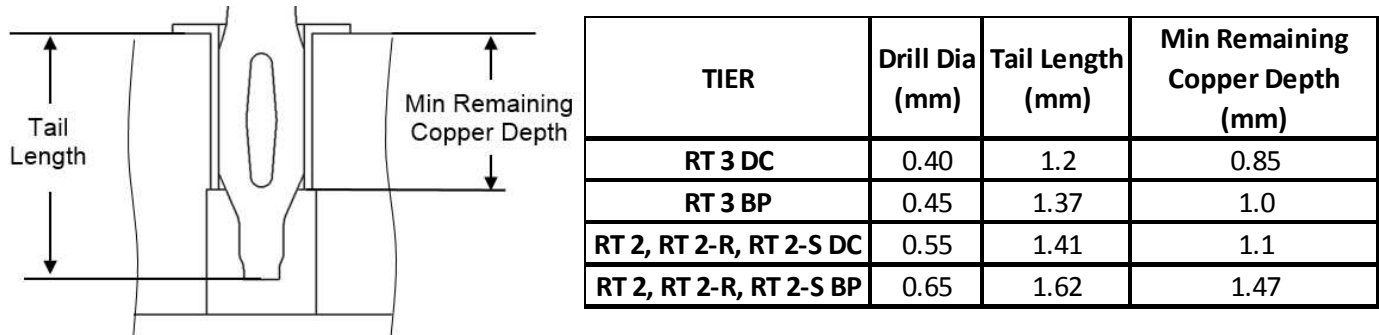 Tail
Length
Min Remaining
Copper Depth
TIER
Drill Dia
(mm)
Tail Length
(mm)
Min Remaining
Copper Depth
(mm)
RT 3 DC 0.40 1.2 0.85
RT 3 BP 0.45 1.37 1.0
RT 2, RT 2-R, RT 2-S DC 0.55 1.41 1.1
RT 2, RT 2-R, RT 2-S BP 0.65 1.62 1.47